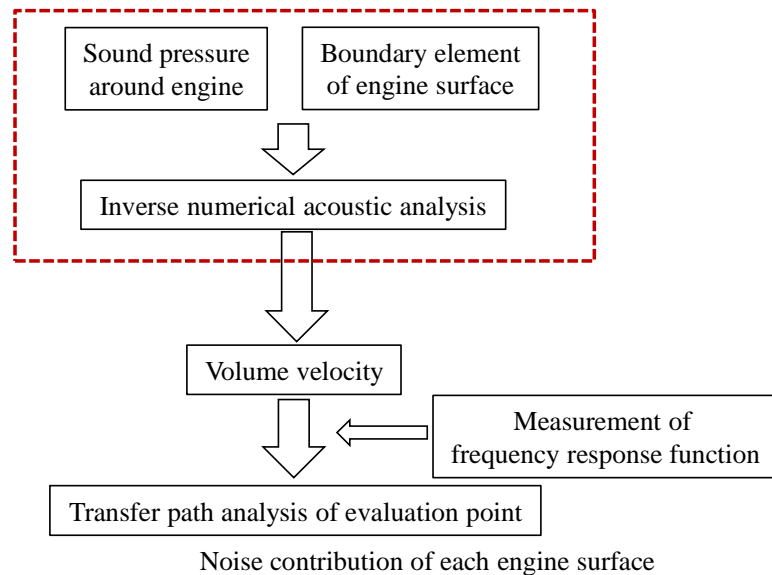 Sound pressure
around engine
Boundary element
of engine surface
Inverse numerical acoustic analysis
Volume velocity
Measurement of
frequency response function
Transfer path analysis of evaluation point
Noise contribution of each engine surface